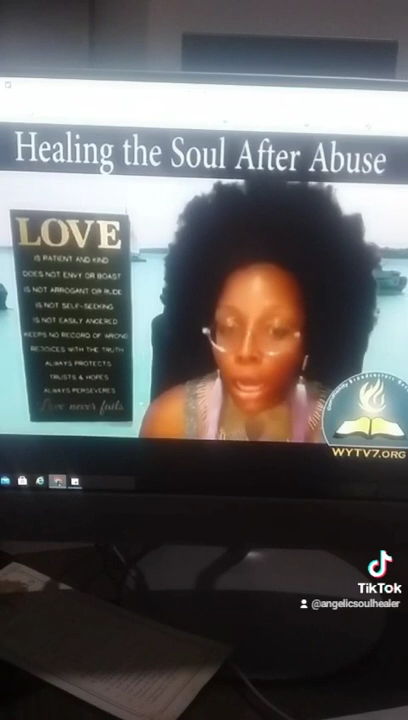 Healing the Soul After Abuse
LOVE
IS PATIENT AND KIND
DOES NOT ENVY OR BOAST
IS NOT ARROGANT OR RUDE
IS NOT SELF-SEEKING
IS NOT EASILY ANGERED
KEEPS NO RECORD OF WRONG
REJOICES WITH THE TRUTH
ALWAYS PROTECTS
TRUSTS & HOPES
ALWAYS PERSEVERES
Love never fails
WYTV7.ORG
TikTok
@angelicsoulhealer